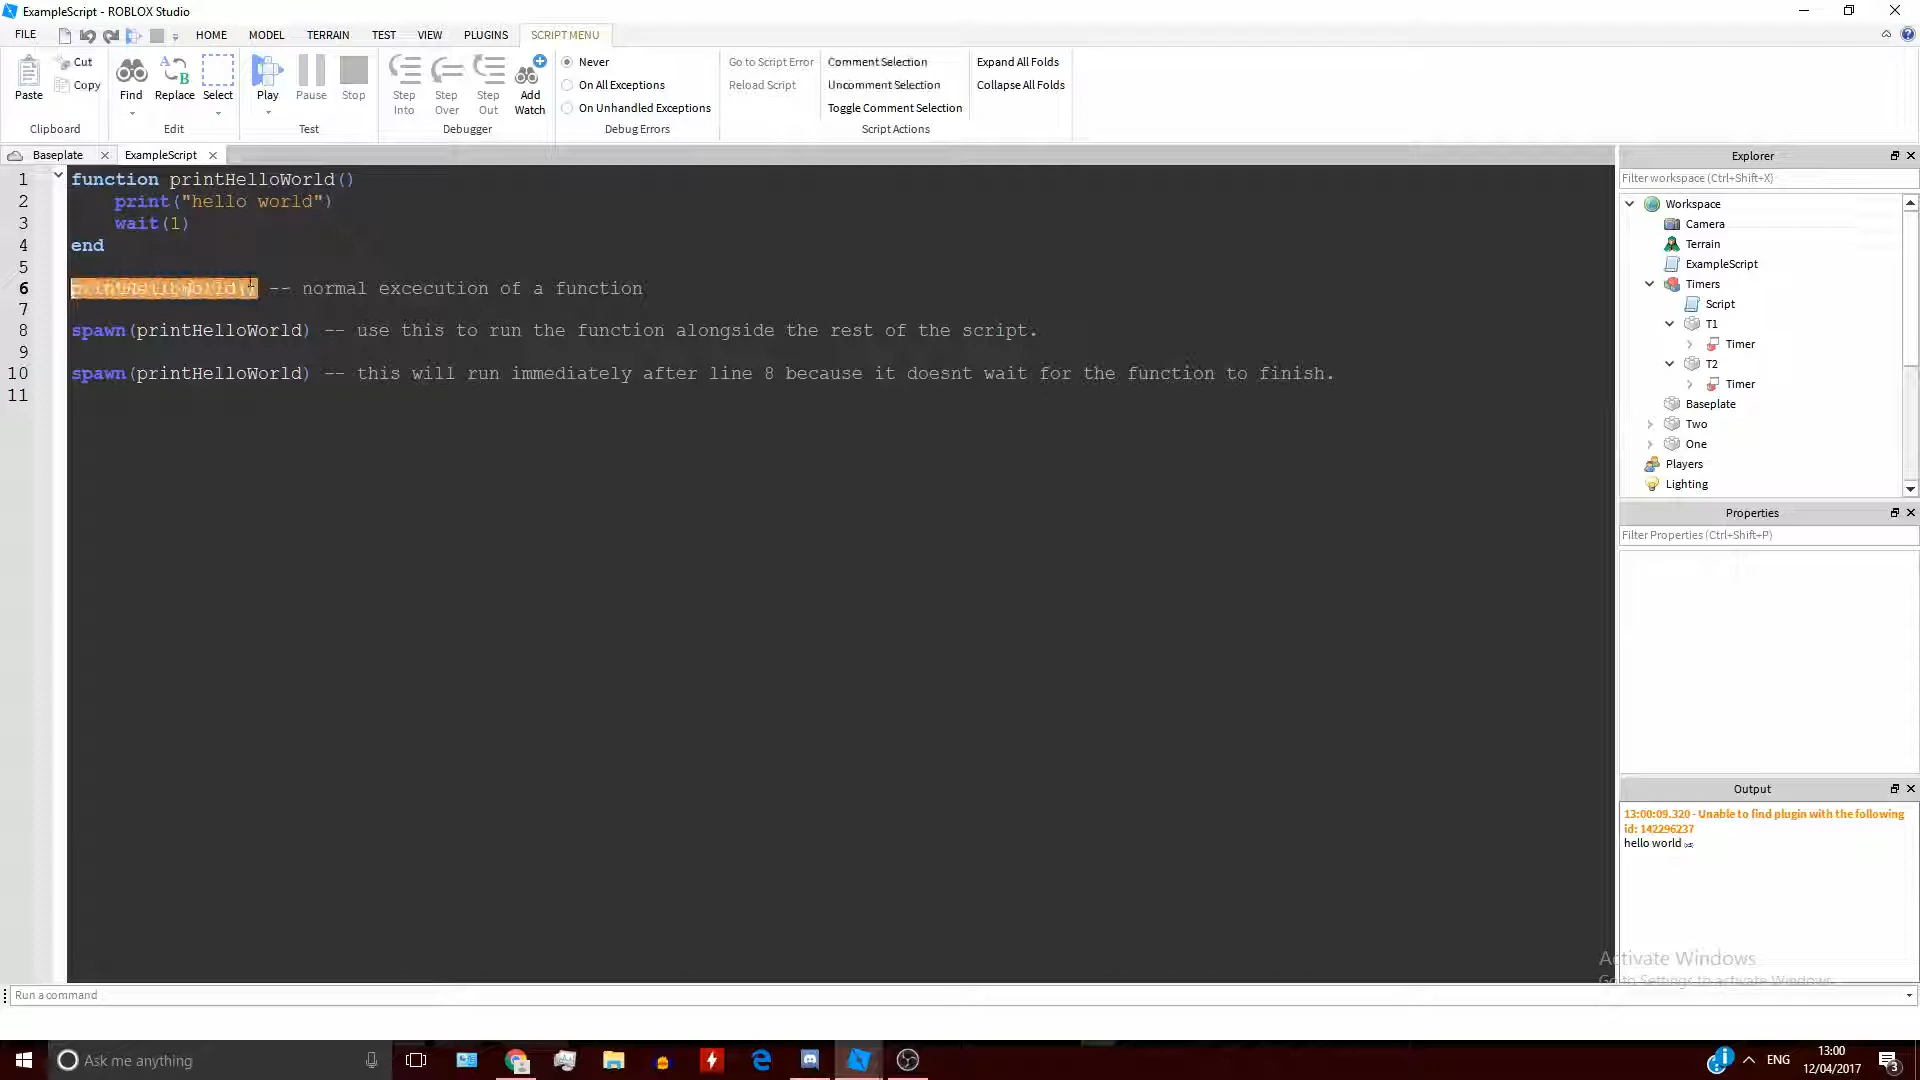 ExampleScript - ROBLOX Studio
FILE HOME MODEL TERRAIN TEST VIEW PLUGINS SCRIPT MENU
Paste Cut Copy Find Replace Select Play Pause Stop Step Into Step Over Step Out Add Watch
Never
On All Exceptions
On Unhandled Exceptions
Go to Script Error
Reload Script
Comment Selection
Uncomment Selection
Toggle Comment Selection
Expand All Folds
Collapse All Folds
Clipboard Edit Test Debugger Debug Errors Script Actions
Baseplate ExampleScript
1 function printHelloWorld()
2 print("hello world")
3 wait(1)
4 end
5
6 printHelloWorld() -- normal excecution of a function
7
8 spawn(printHelloWorld) -- use this to run the function alongside the rest of the script.
9
10 spawn(printHelloWorld) -- this will run immediately after line 8 because it doesnt wait for the function to finish.
11
Explorer
Filter workspace (Ctrl+Shift+X)
Workspace
Camera
Terrain
ExampleScript
Timers
Script
T1
Timer
T2
Timer
Baseplate
Two
One
Players
Lighting
Properties
Filter Properties (Ctrl+Shift+P)
Output
13:00:09.320 - Unable to find plugin with the following
id: 142296237
hello world
Activate Windows
Go to Settings to activate Windows.
Run a command
Ask me anything
ENG
13:00
12/04/2017
3